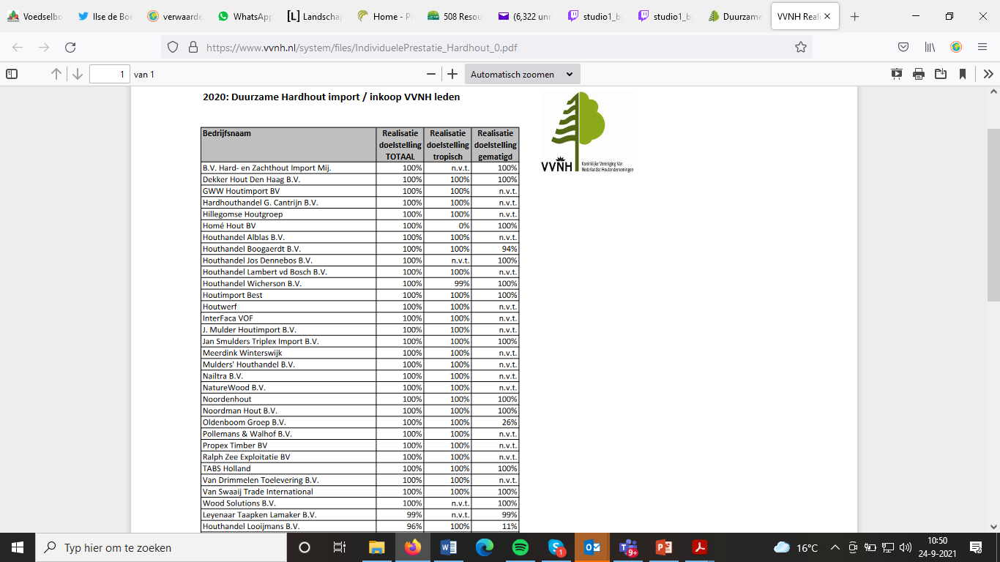 Voedselbo
Ilse de Boe
verwaarde
WhatsApp
[L] Landscha
Home - P
508 Resou
(6,322 unr
studio1_b
studio1_b
Duurzame
VVNH Reali
https://www.vvnh.nl/system/files/IndividuelePrestatie_Hardhout_0.pdf
1 van 1
Automatisch zoomen
2020: Duurzame Hardhout import / inkoop VVNH leden
VVNH Koninklijke Vereniging Van Nederlandse Houtondernemingen
Bedrijfsnaam Realisatie doelstelling TOTAAL Realisatie doelstelling tropisch Realisatie doelstelling gematigd
B.V. Hard- en Zachthout Import Mij. 100% n.v.t. 100%
Dekker Hout Den Haag B.V. 100% 100% 100%
GWW Houtimport BV 100% 100% n.v.t.
Hardhouthandel G. Cantrijn B.V. 100% 100% n.v.t.
Hillegomse Houtgroep 100% 100% n.v.t.
Homé Hout BV 100% 0% 100%
Houthandel Alblas B.V. 100% 100% n.v.t.
Houthandel Boogaerdt B.V. 100% 100% 94%
Houthandel Jos Dennebos B.V. 100% n.v.t. 100%
Houthandel Lambert vd Bosch B.V. 100% 100% n.v.t.
Houthandel Wicherson B.V. 100% 99% 100%
Houtimport Best 100% 100% 100%
Houtwerf 100% 100% n.v.t.
InterFaca VOF 100% 100% n.v.t.
J. Mulder Houtimport B.V. 100% 100% n.v.t.
Jan Smulders Triplex Import B.V. 100% 100% 100%
Meerdink Winterswijk 100% 100% n.v.t.
Mulders' Houthandel B.V. 100% 100% n.v.t.
Nailtra B.V. 100% 100% n.v.t.
NatureWood B.V. 100% 100% n.v.t.
Noordenhout 100% 100% 100%
Noordman Hout B.V. 100% 100% 100%
Oldenboom Groep B.V. 100% 100% 26%
Pollemans & Walhof B.V. 100% 100% n.v.t.
Propex Timber BV 100% 100% n.v.t.
Ralph Zee Exploitatie BV 100% 100% n.v.t.
TABS Holland 100% 100% 100%
Van Drimmelen Toelevering B.V. 100% 100% n.v.t.
Van Swaaij Trade International 100% 100% 100%
Wood Solutions B.V. 100% n.v.t. 100%
Leyenaar Taapken Lamaker B.V. 99% n.v.t. 99%
Houthandel Looijmans B.V. 96% 100% 11%
Typ hier om te zoeken
1
9+
16°C
10:50
24-9-2021